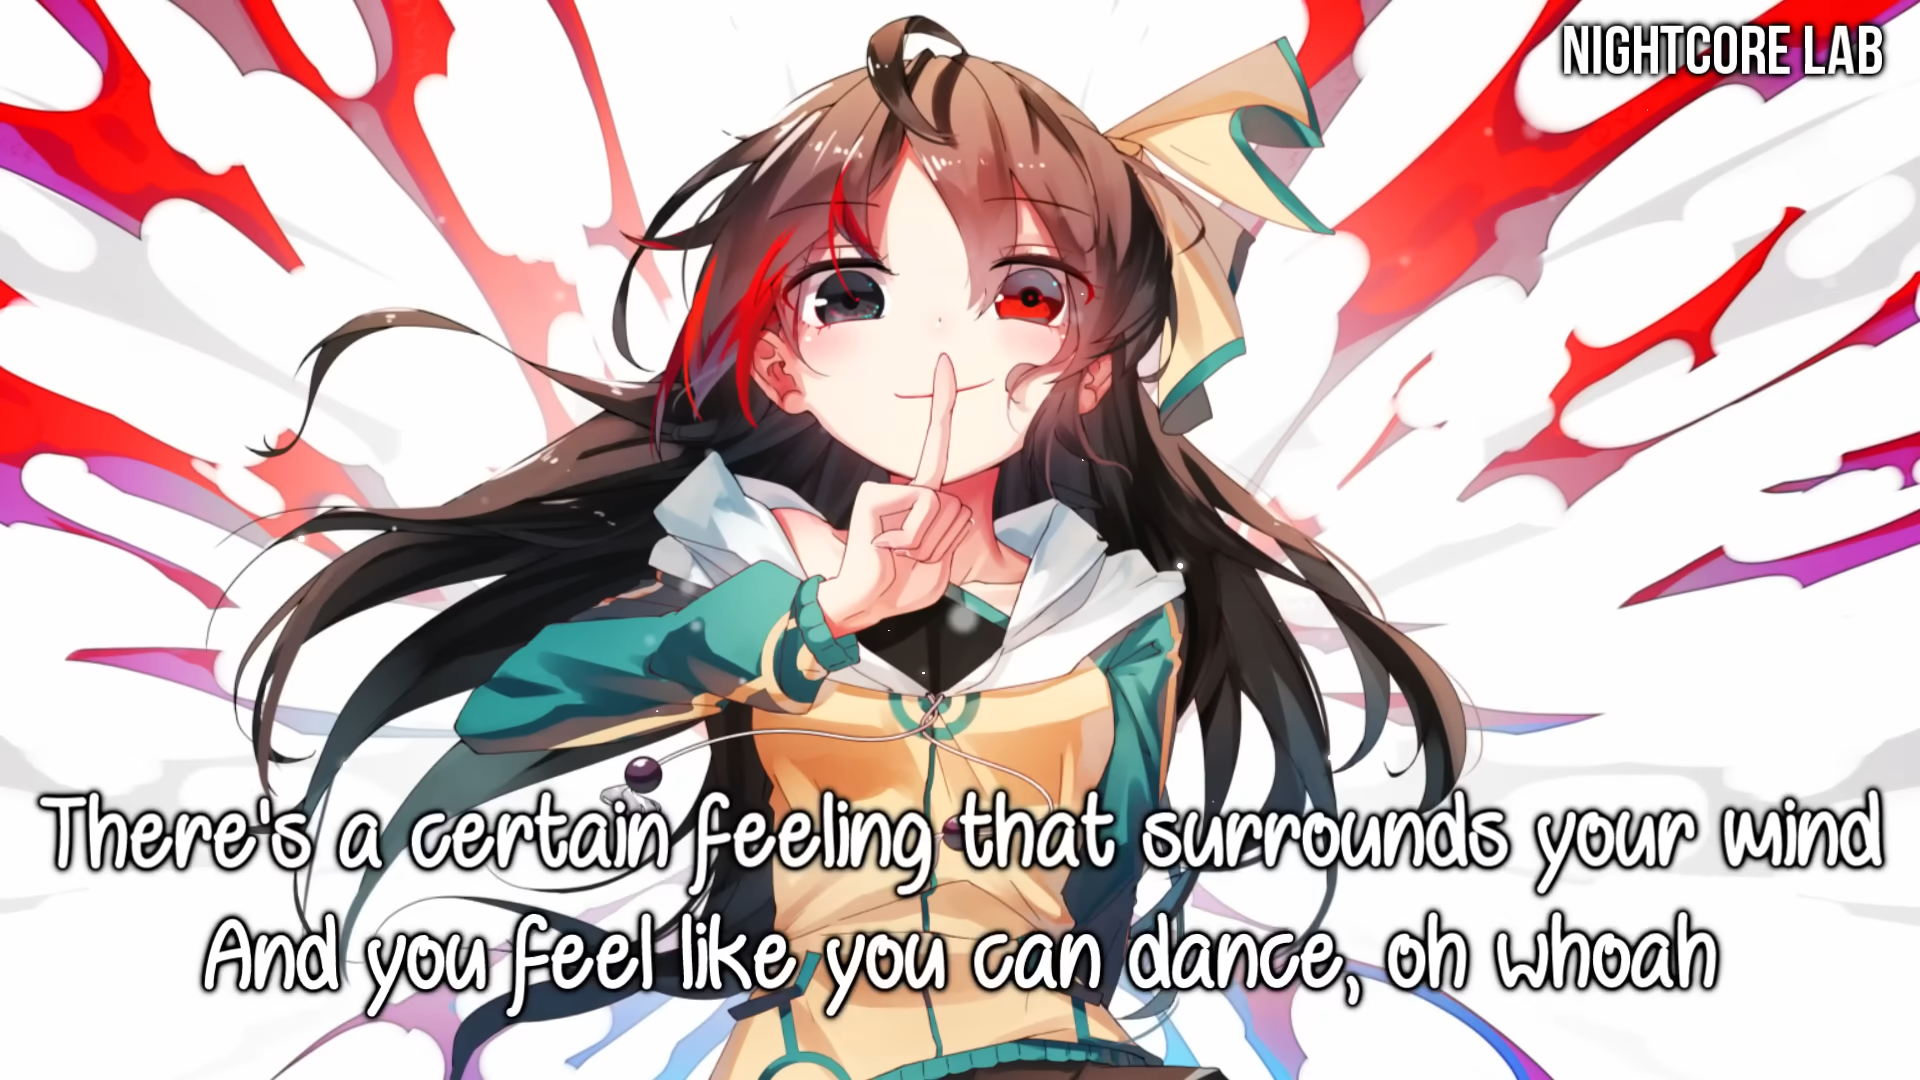 NIGHTCORE LAB
There's a certain feeling that surrounds your mind
And you feel like you can dance, oh whoah